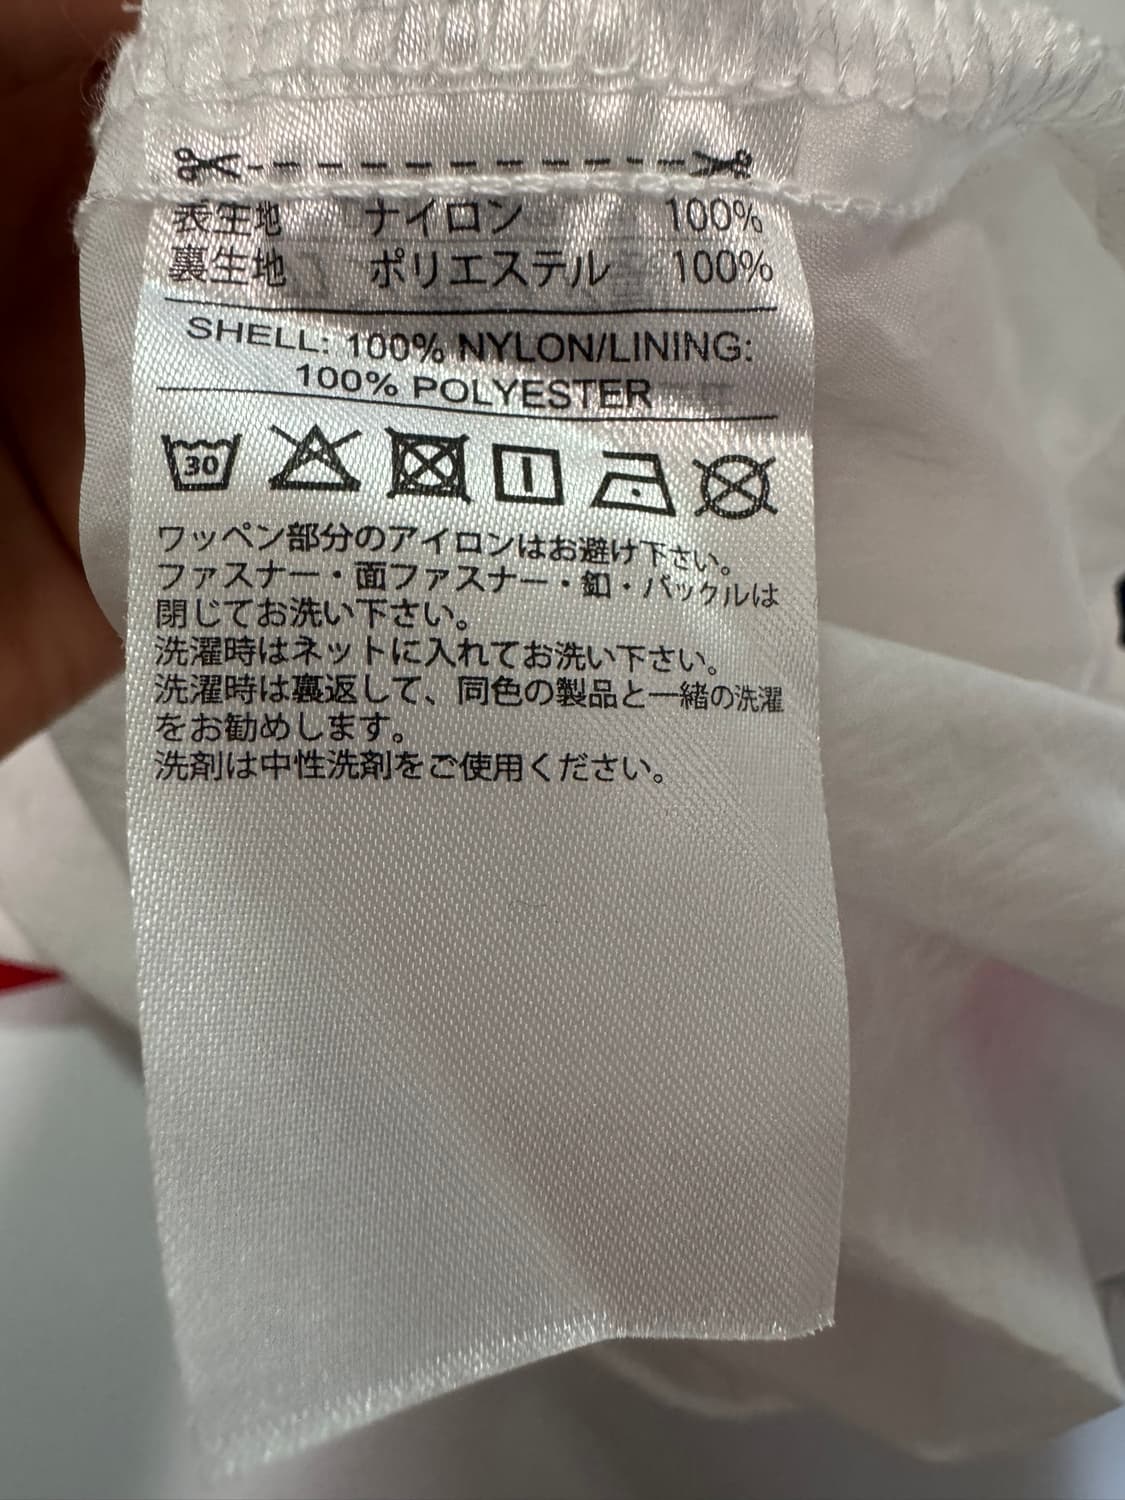 表生地 ナイロン 100%
裏生地 ポリエステル 100%
SHELL: 100% NYLON/LINING:
100% POLYESTER
30
ワッペン部分のアイロンはお避け下さい。
ファスナー・面ファスナー・釦・バックルは
閉じてお洗い下さい。
洗濯時はネットに入れてお洗い下さい。
洗濯時は裏返して、同色の製品と一緒の洗濯
をお勧めします。
洗剤は中性洗剤をご使用ください。